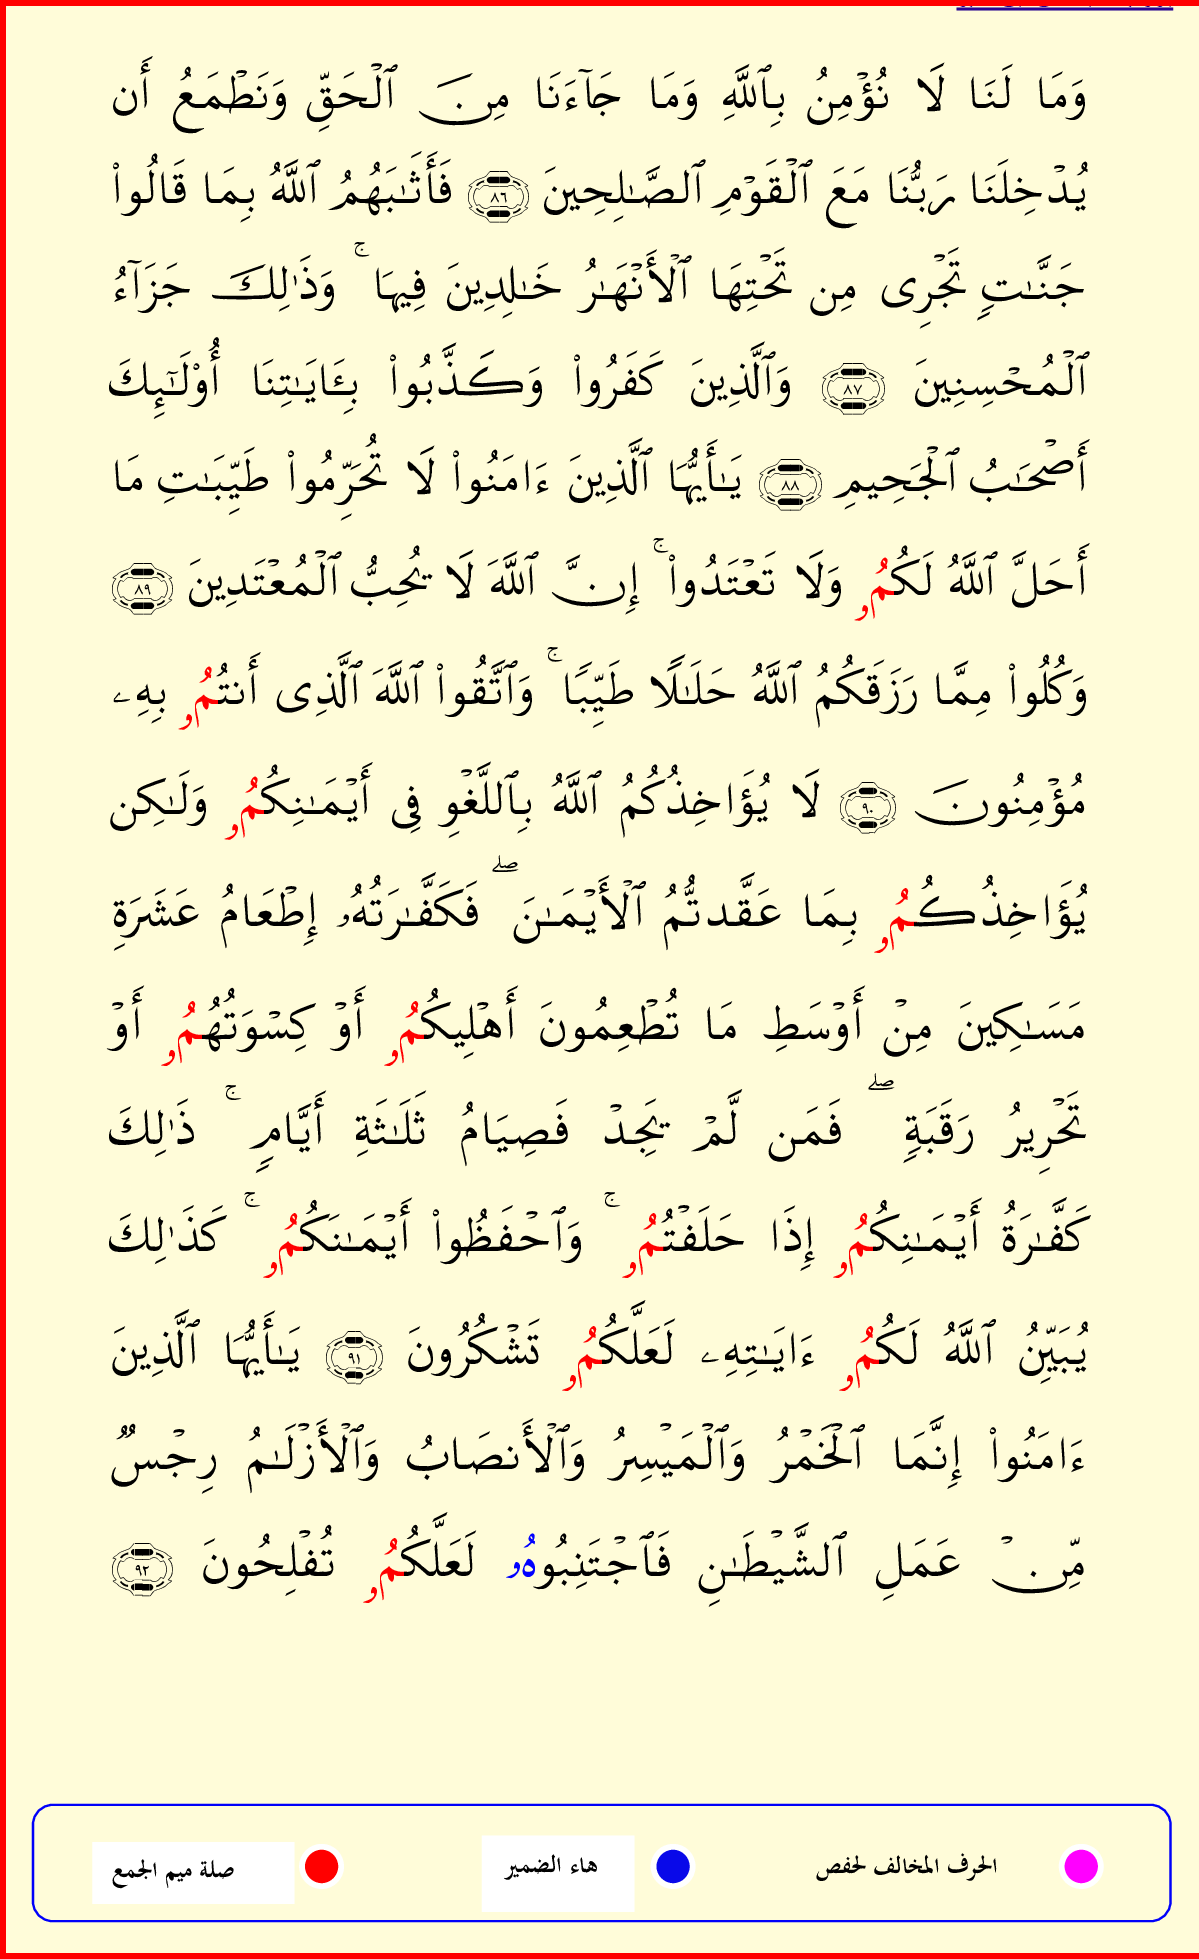 وَمَا لَنَا لَا نُؤۡمِنُ بِٱللَّهِ وَمَا جَآءَنَا مِنَ ٱلۡحَقِّ وَنَطۡمَعُ أَن
يُدۡخِلَنَا رَبُّنَا مَعَ ٱلۡقَوۡمِ ٱلصَّـٰلِحِينَ ٨٦ فَأَثَـٰبَهُمُ ٱللَّهُ بِمَا قَالُوا۟
جَنَّـٰتٍ تَجۡرِى مِن تَحۡتِهَا ٱلۡأَنۡهَـٰرُ خَـٰلِدِينَ فِيهَا ۚ وَذَٰلِكَ جَزَآءُ
ٱلۡمُحۡسِنِينَ ٨٧ وَٱلَّذِينَ كَفَرُوا۟ وَكَذَّبُوا۟ بِـَٔايَـٰتِنَا أُو۟لَـٰٓئِكَ
أَصۡحَـٰبُ ٱلۡجَحِيمِ ٨٨ يَـٰأَيُّهَا ٱلَّذِينَ ءَامَنُوا۟ لَا تُحَرِّمُوا۟ طَيِّبَـٰتِ مَا
أَحَلَّ ٱللَّهُ لَكُمُۥ وَلَا تَعۡتَدُوا۟ ۚ إِنَّ ٱللَّهَ لَا يُحِبُّ ٱلۡمُعۡتَدِينَ ٨٩
وَكُلُوا۟ مِمَّا رَزَقَكُمُ ٱللَّهُ حَلَـٰلًا طَيِّبًا ۚ وَٱتَّقُوا۟ ٱللَّهَ ٱلَّذِى أَنتُمُۥ بِهِۦ
مُؤۡمِنُونَ ٩٠ لَا يُؤَاخِذُكُمُ ٱللَّهُ بِٱللَّغۡوِ فِى أَيۡمَـٰنِكُمُۥ وَلَـٰكِن
يُؤَاخِذُكُمُۥ بِمَا عَقَّدتُّمُ ٱلۡأَيۡمَـٰنَ ۖ فَكَفَّـٰرَتُهُۥ إِطۡعَامُ عَشَرَةِ
مَسَـٰكِينَ مِنۡ أَوۡسَطِ مَا تُطۡعِمُونَ أَهۡلِيكُمُۥ أَوۡ كِسۡوَتُهُمُۥ أَوۡ
تَحۡرِيرُ رَقَبَةٍ ۖ فَمَن لَّمۡ يَجِدۡ فَصِيَامُ ثَلَـٰثَةِ أَيَّامٍ ۚ ذَٰلِكَ
كَفَّـٰرَةُ أَيۡمَـٰنِكُمُۥ إِذَا حَلَفۡتُمُۥ ۚ وَٱحۡفَظُوا۟ أَيۡمَـٰنَكُمُۥ ۚ كَذَٰلِكَ
يُبَيِّنُ ٱللَّهُ لَكُمُۥ ءَايَـٰتِهِۦ لَعَلَّكُمُۥ تَشۡكُرُونَ ٩١ يَـٰأَيُّهَا ٱلَّذِينَ
ءَامَنُوا۟ إِنَّمَا ٱلۡخَمۡرُ وَٱلۡمَيۡسِرُ وَٱلۡأَنصَابُ وَٱلۡأَزۡلَـٰمُ رِجۡسٌ
مِّنۡ عَمَلِ ٱلشَّيۡطَـٰنِ فَٱجۡتَنِبُوهُۥ لَعَلَّكُمُۥ تُفۡلِحُونَ ٩٢
الحرف المخالف لحفص هاء الضمير صلة ميم الجمع